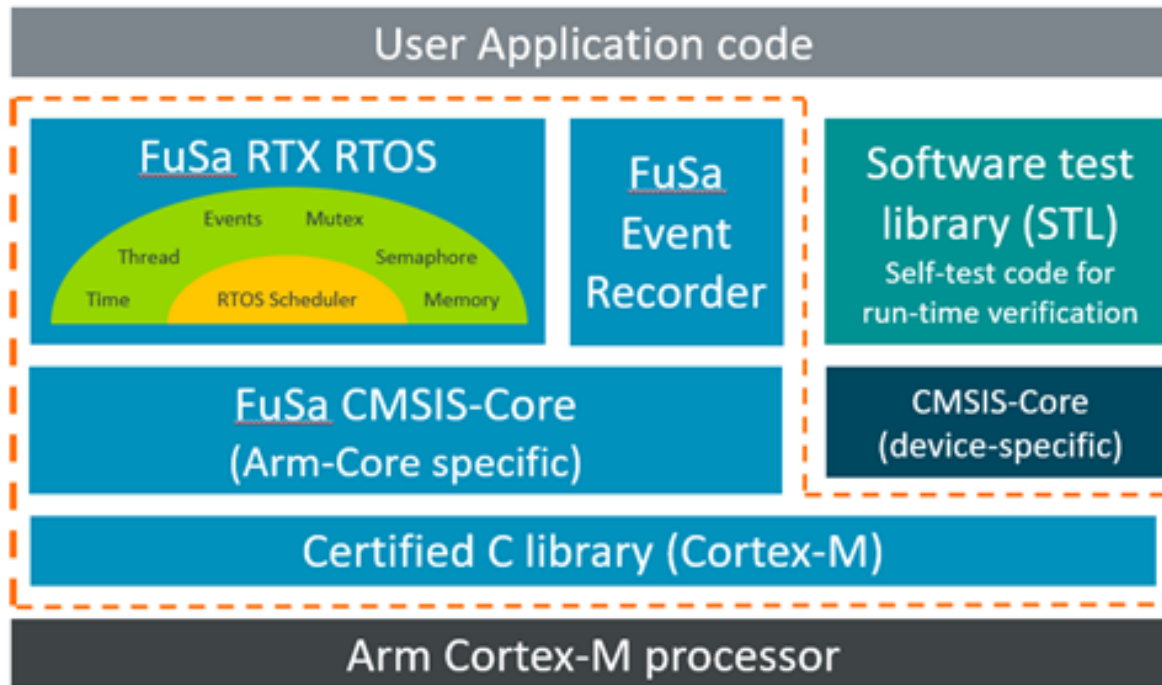 User Application code
FuSa RTX RTOS
Events Mutex
Thread Semaphore
Time RTOS Scheduler Memory
FuSa
Event
Recorder
Software test
library (STL)
Self-test code for
run-time verification
FuSa CMSIS-Core
(Arm-Core specific)
CMSIS-Core
(device-specific)
Certified C library (Cortex-M)
Arm Cortex-M processor